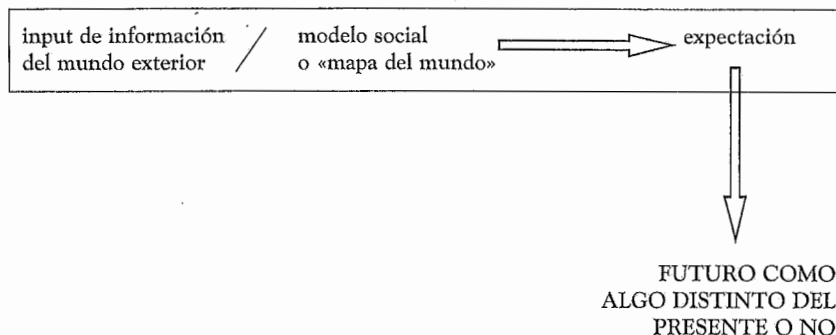 input de información
del mundo exterior
modelo social
o «mapa del mundo»
expectación
FUTURO COMO
ALGO DISTINTO DEL
PRESENTE O NO